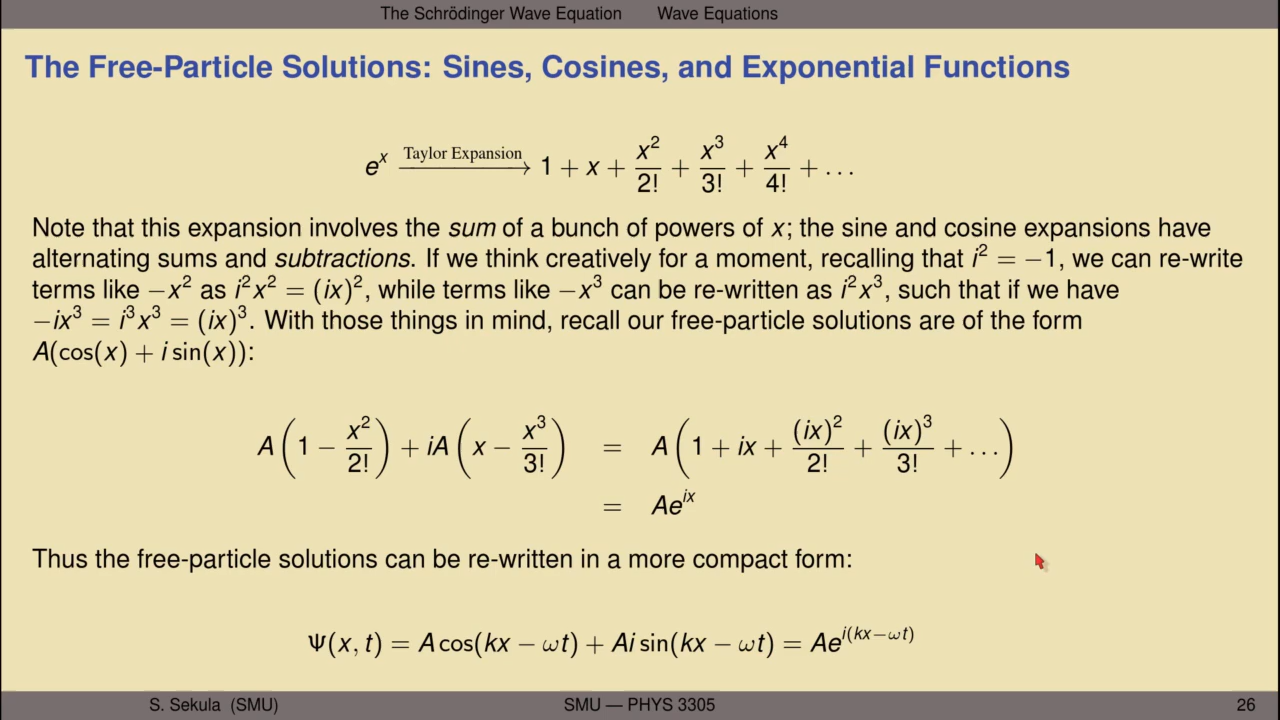 The Schrödinger Wave Equation Wave Equations
The Free-Particle Solutions: Sines, Cosines, and Exponential Functions
e^x —Taylor Expansion→ 1 + x + x^2/2! + x^3/3! + x^4/4! + . . .
Note that this expansion involves the sum of a bunch of powers of x; the sine and cosine expansions have
alternating sums and subtractions. If we think creatively for a moment, recalling that i^2 = −1, we can re-write
terms like −x^2 as i^2x^2 = (ix)^2, while terms like −x^3 can be re-written as i^2x^3, such that if we have
−ix^3 = i^3x^3 = (ix)^3. With those things in mind, recall our free-particle solutions are of the form
A(cos(x) + i sin(x)):
A(1 − x^2/2!) + iA(x − x^3/3!) = A(1 + ix + (ix)^2/2! + (ix)^3/3! + . . .)
= Ae^{ix}
Thus the free-particle solutions can be re-written in a more compact form:
Ψ(x, t) = A cos(kx − ωt) + Ai sin(kx − ωt) = Ae^{i(kx−ωt)}
S. Sekula (SMU) SMU — PHYS 3305 26